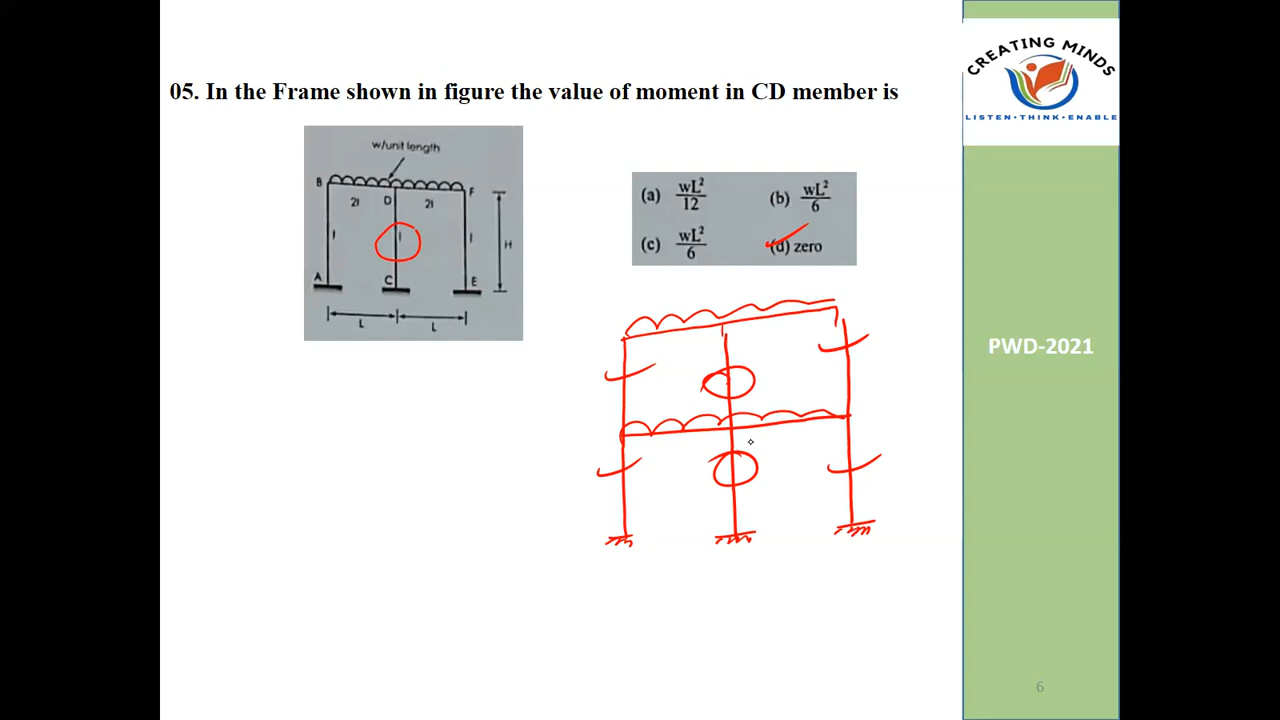 CREATING MINDS
LISTEN•THINK•ENABLE
05. In the Frame shown in figure the value of moment in CD member is
w/unit length
B
D
F
2I
2I
I
I
I
H
A
C
E
L
L
(a) wL²/12
(b) wL²/6
(c) wL²/6
(d) zero
PWD-2021
6